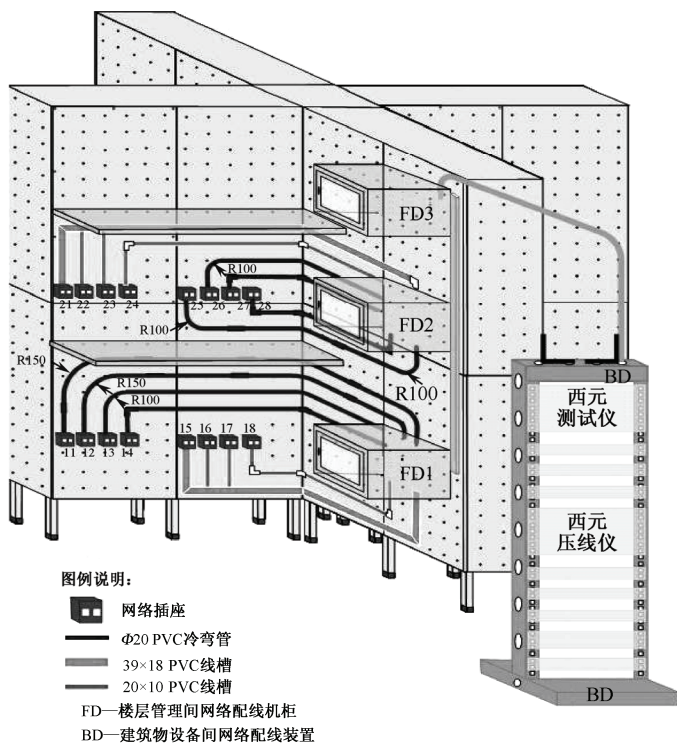 FD3
R100
21 22 23 24
25 26 27 28
R100
FD2
R150
R150
R100
R100
BD
西元
测试仪
11 12 13 14
15 16 17 18
FD1
西元
压线仪
BD
图例说明：
网络插座
Φ20 PVC冷弯管
39×18 PVC线槽
20×10 PVC线槽
FD—楼层管理间网络配线机柜
BD—建筑物设备间网络配线装置